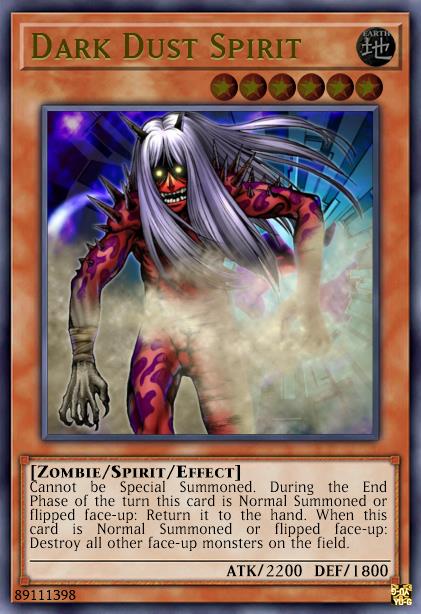 Dark Dust Spirit
EARTH
地
[Zombie/Spirit/Effect]
Cannot be Special Summoned. During the End
Phase of the turn this card is Normal Summoned or
flipped face-up: Return it to the hand. When this
card is Normal Summoned or flipped face-up:
Destroy all other face-up monsters on the field.
ATK/2200 DEF/1800
89111398